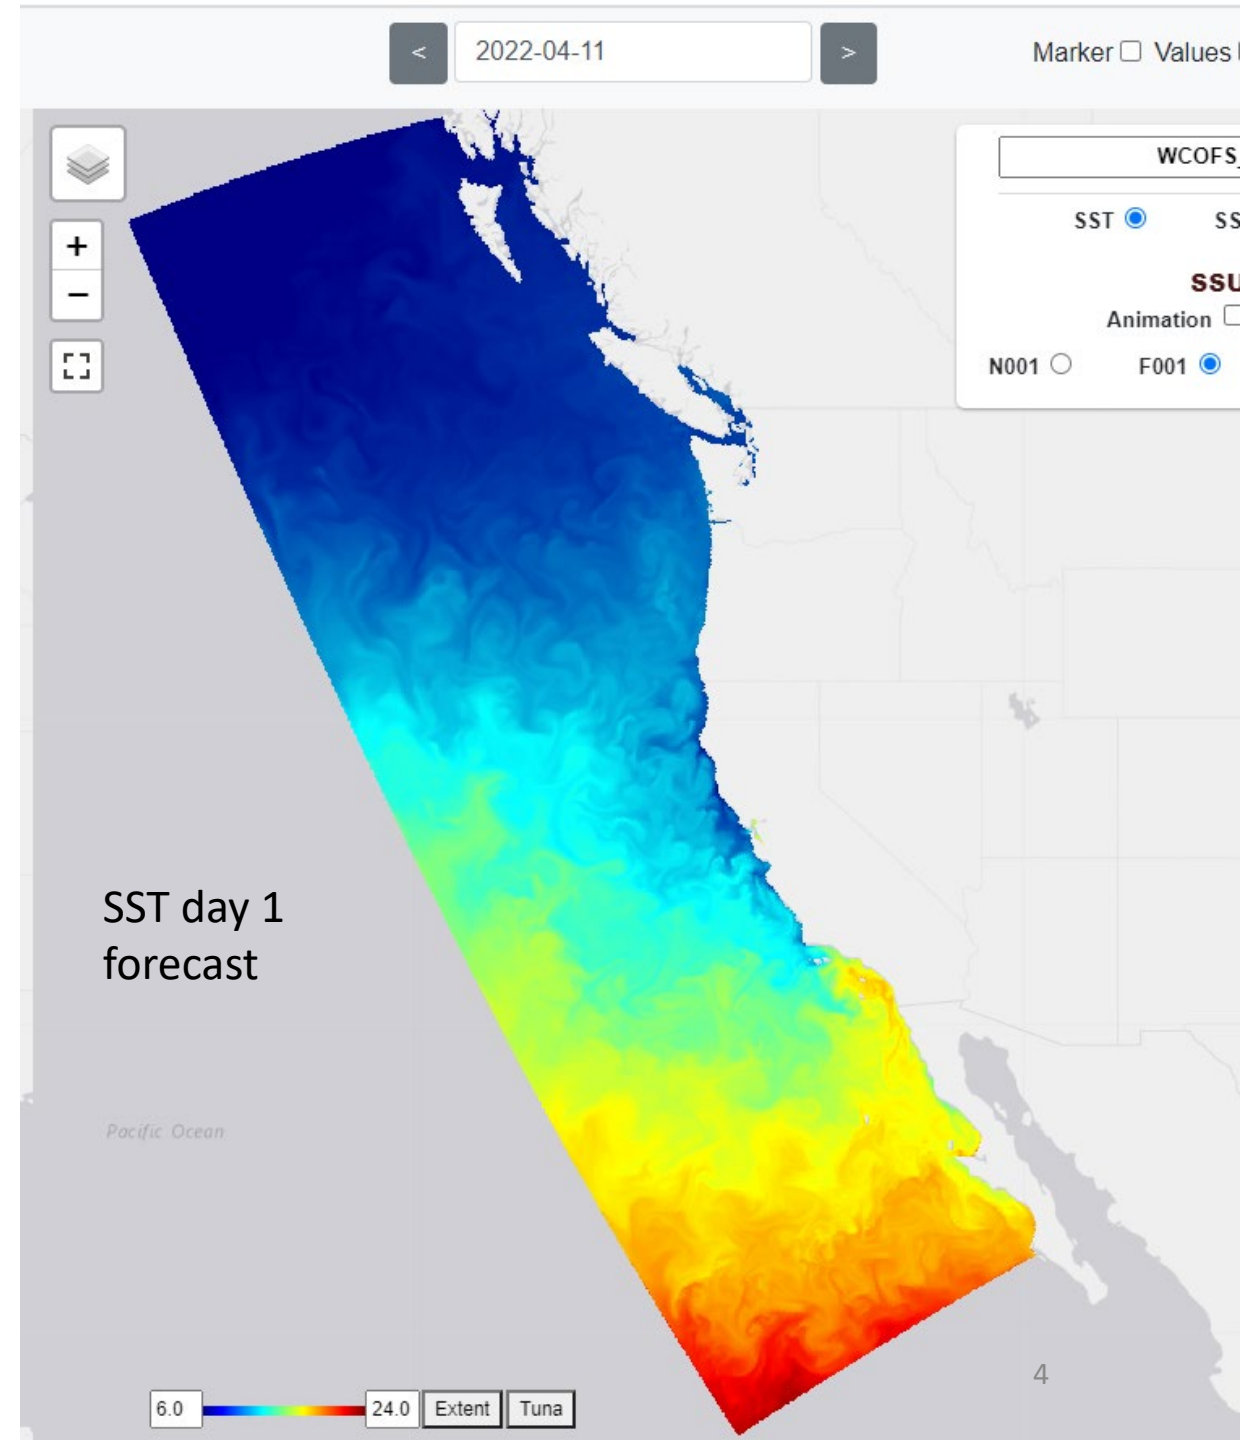 < 2022-04-11 > Marker Values
WCOFS_
SST SS
SSU
Animation
N001 F001
+
−
SST day 1
forecast
Pacific Ocean
4
6.0 24.0 Extent Tuna